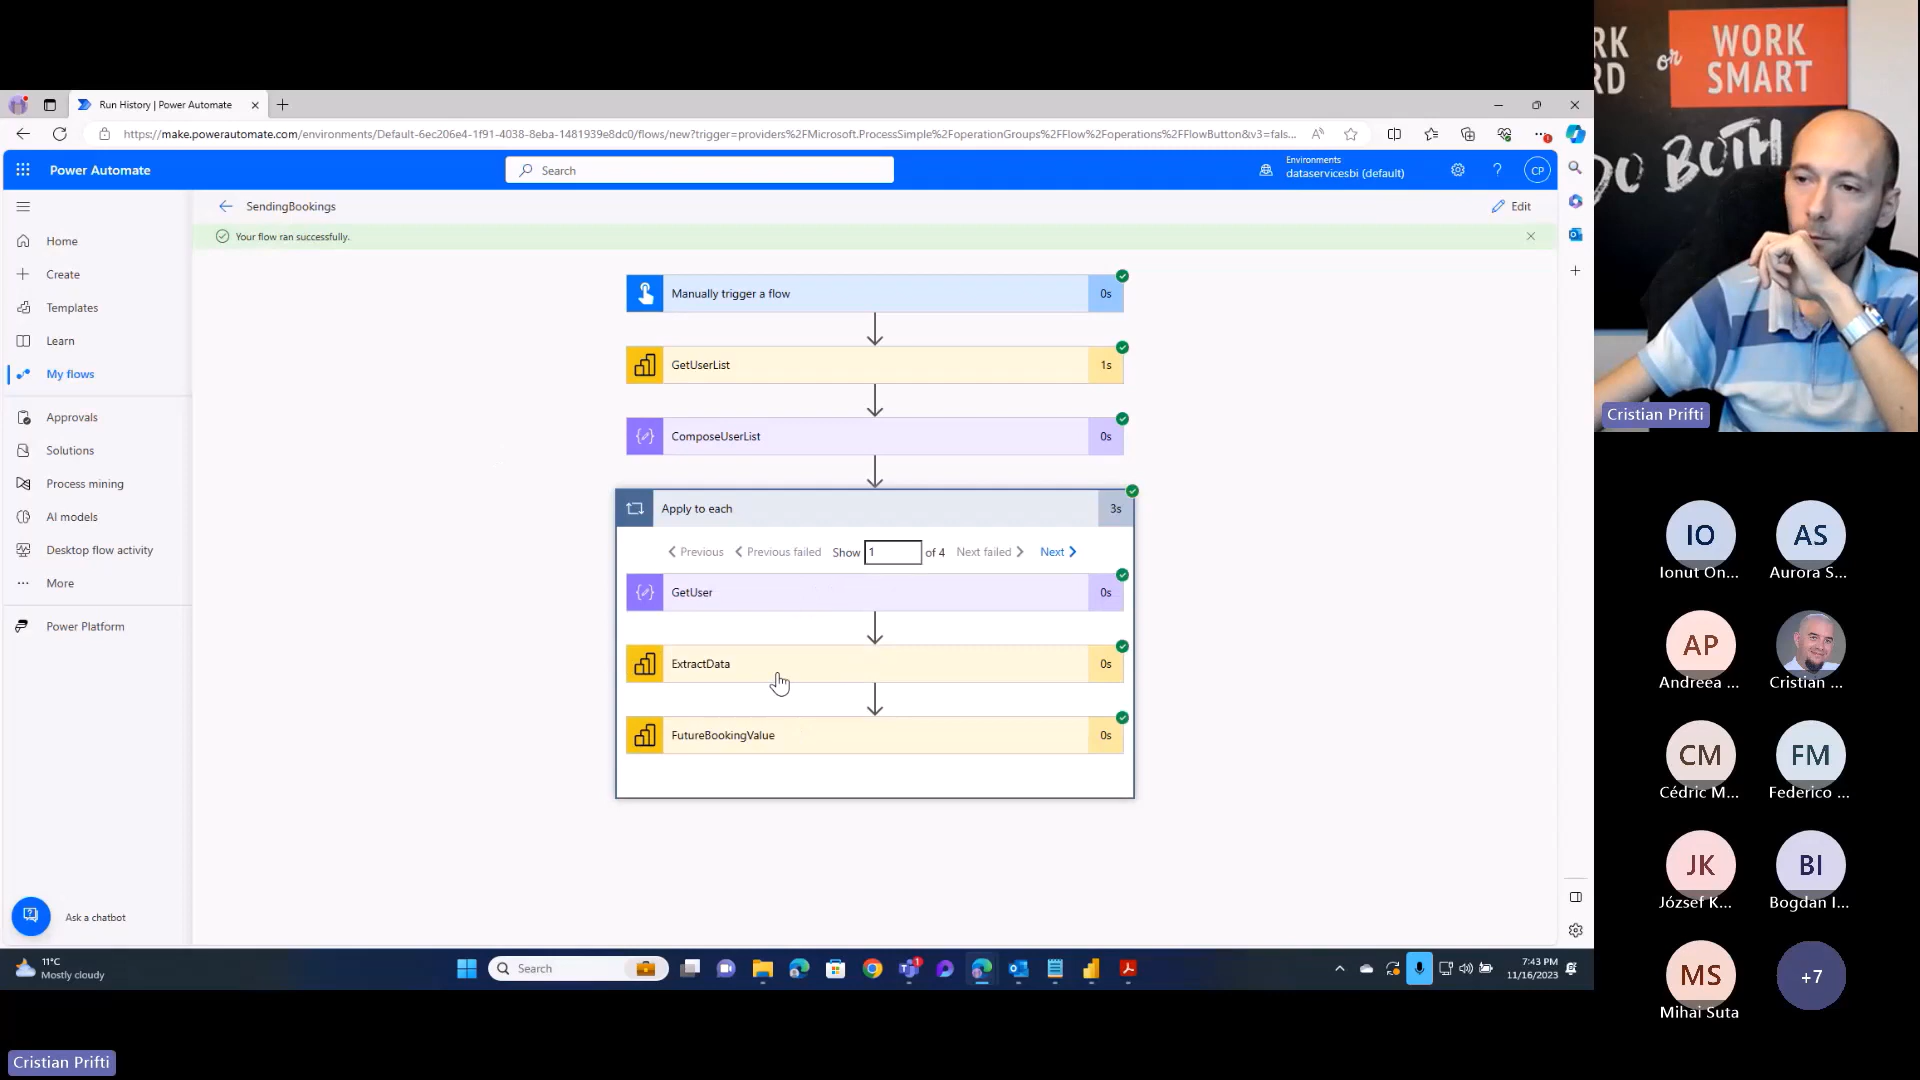 Run History | Power Automate
https://make.powerautomate.com/environments/Default-6ec206e4-1f91-4038-8eba-1481939e8dc0/flows/new?trigger=providers%2FMicrosoft.ProcessSimple%2FoperationGroups%2FFlow%2Foperations%2FFlowButton&v3=fals...
Power Automate
Search
Environments
dataservicesbi (default)
CP
SendingBookings
Edit
Your flow ran successfully.
Home
Create
Templates
Learn
My flows
Approvals
Solutions
Process mining
AI models
Desktop flow activity
More
Power Platform
Ask a chatbot
Manually trigger a flow
0s
GetUserList
1s
ComposeUserList
0s
Apply to each
3s
Previous Previous failed Show 1 of 4 Next failed Next
GetUser
0s
ExtractData
0s
FutureBookingValue
0s
11°C
Mostly cloudy
Search
7:43 PM
11/16/2023
RK or WORK
RD SMART
DO BOTH
Cristian Prifti
IO AS
Ionut On... Aurora S...
AP
Andreea ... Cristian ...
CM FM
Cédric M... Federico ...
JK BI
József K... Bogdan I...
MS +7
Mihai Suta
Cristian Prifti